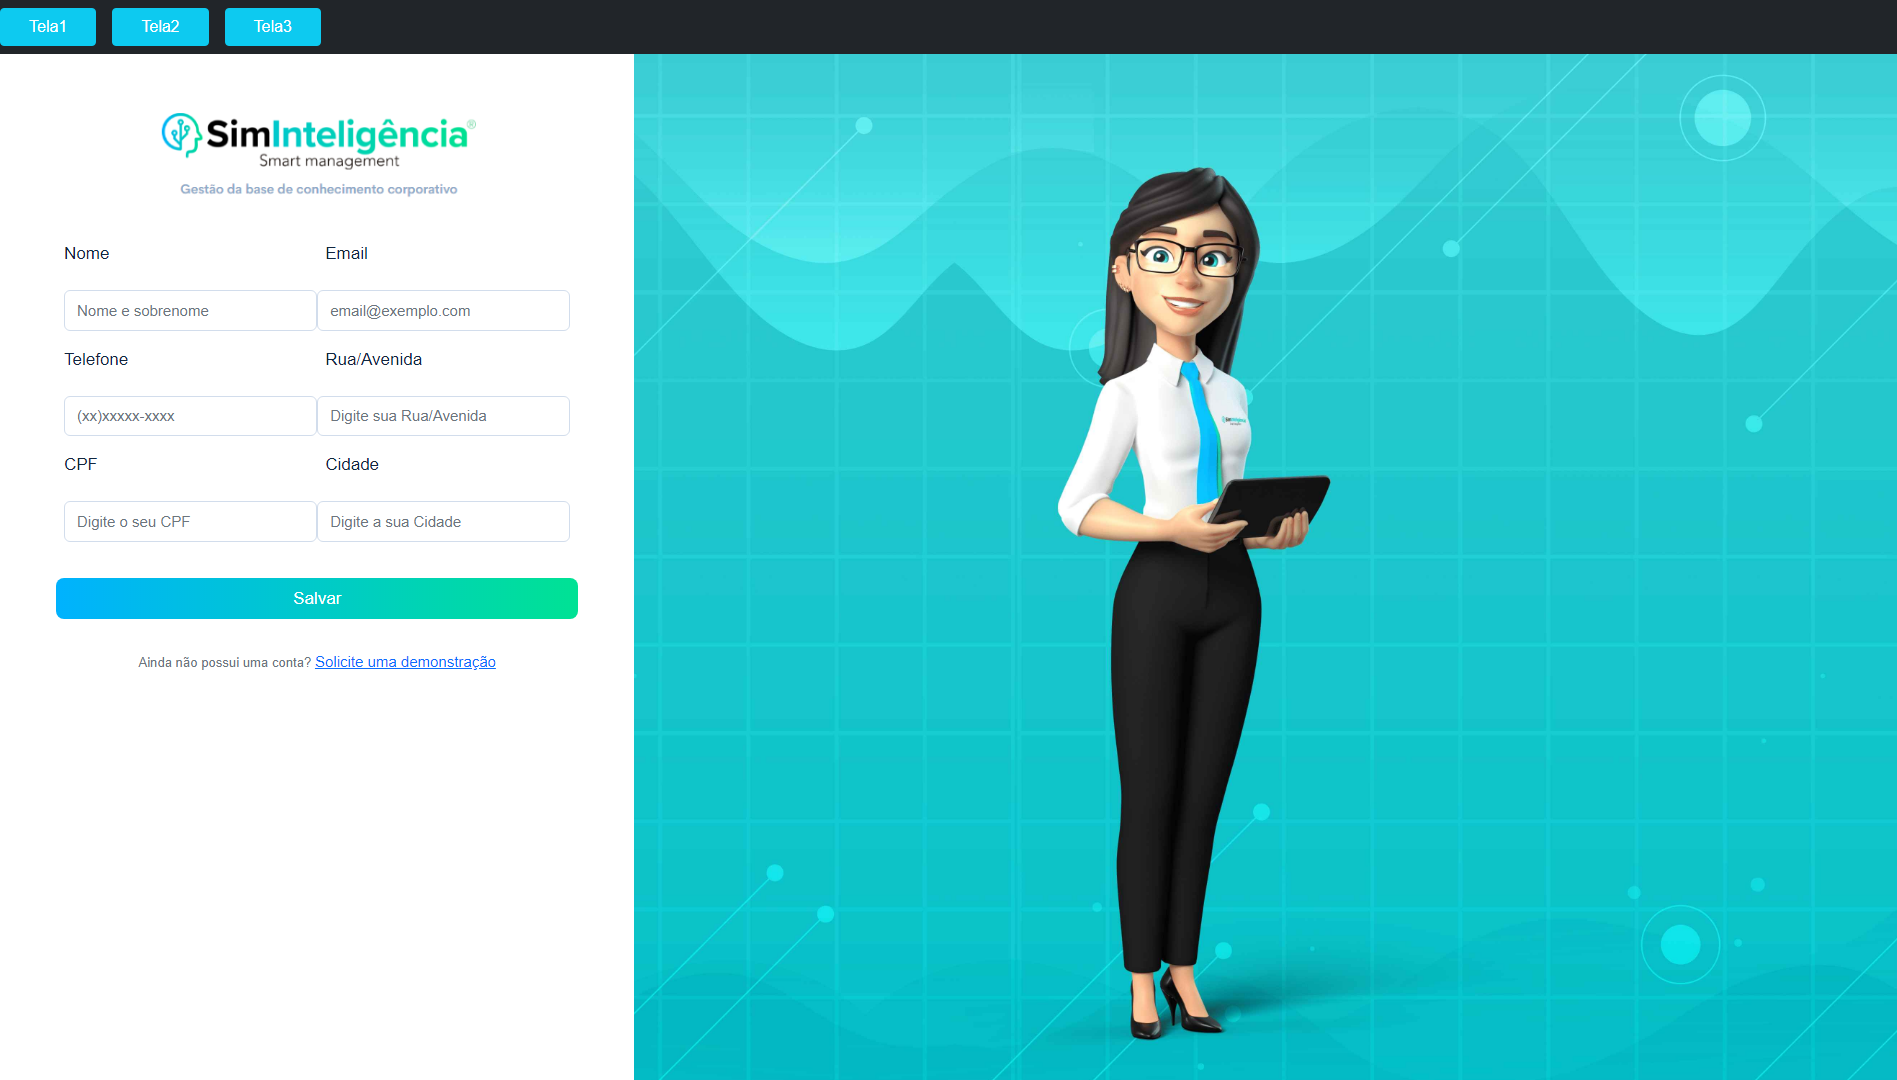 Tela1 Tela2 Tela3
SimInteligência®
Smart management
Gestão da base de conhecimento corporativo
Nome Email
Nome e sobrenome email@exemplo.com
Telefone Rua/Avenida
(xx)xxxxx-xxxx Digite sua Rua/Avenida
CPF Cidade
Digite o seu CPF Digite a sua Cidade
Salvar
Ainda não possui uma conta? Solicite uma demonstração
SimInteligência